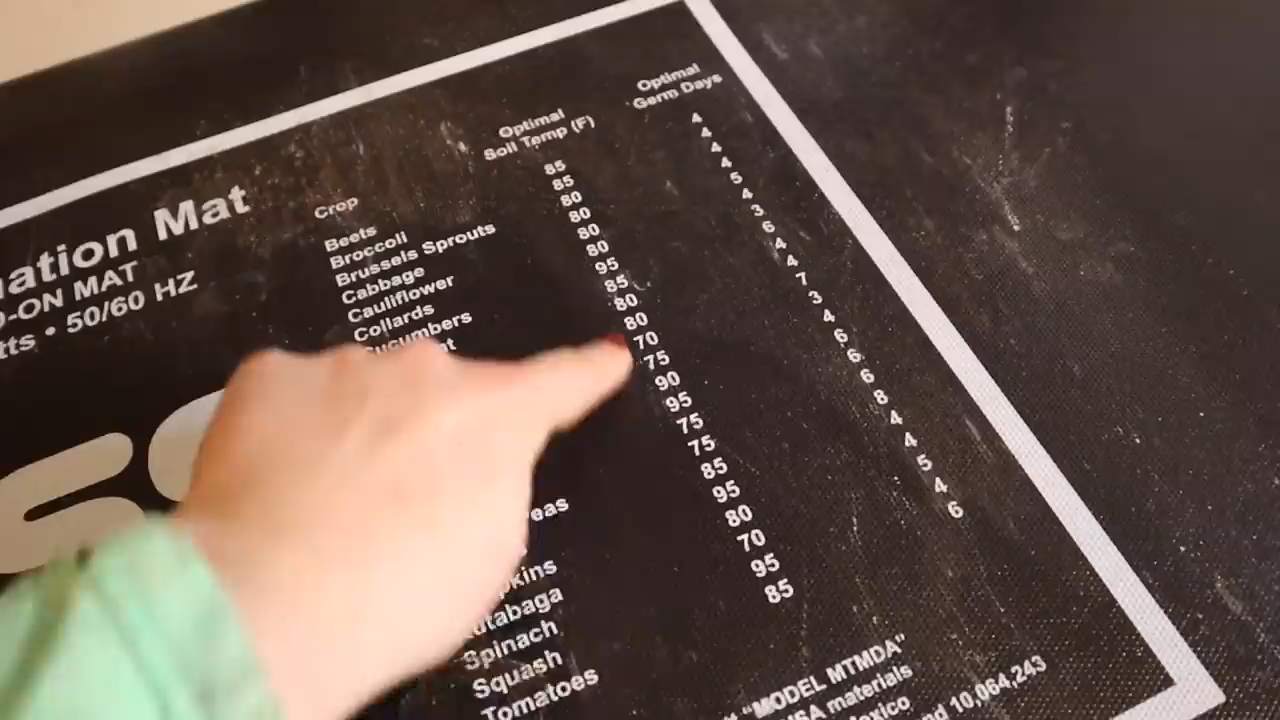 ation Mat
-ON MAT
tts • 50/60 HZ
Crop
Beets
Broccoli
Brussels Sprouts
Cabbage
Cauliflower
Collards
Cucumbers
eas
kins
utabaga
Spinach
Squash
Tomatoes
Optimal
Soil Temp (F)
85
85
80
80
80
80
95
85
80
80
70
75
90
95
75
75
85
95
80
70
95
85
Optimal
Germ Days
4
4
4
4
5
4
3
6
4
4
7
3
4
6
6
6
8
4
4
5
4
6
"MODEL MTMDA"
materials
10,064,243